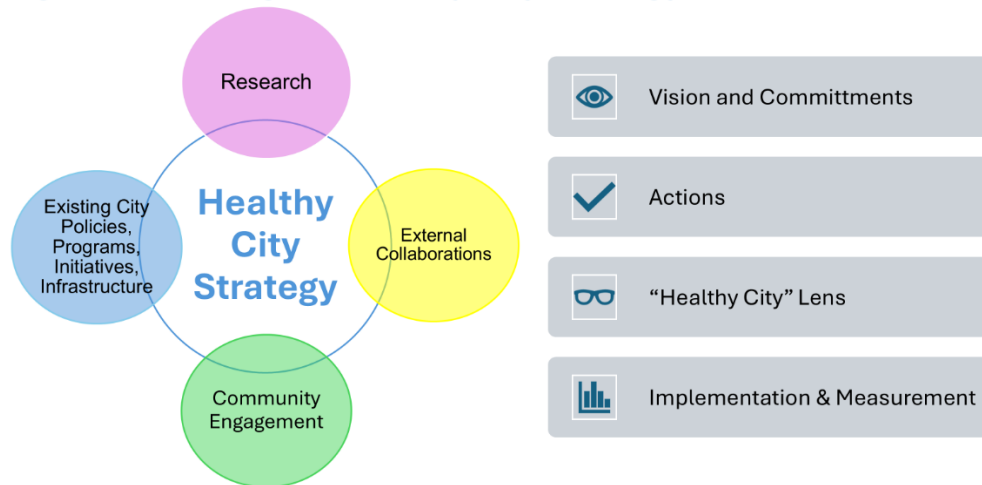 Research
Healthy
City
Strategy
Existing City
Policies,
Programs,
Initiatives,
Infrastructure
External
Collaborations
Community
Engagement
Vision and Committments
Actions
“Healthy City” Lens
Implementation & Measurement